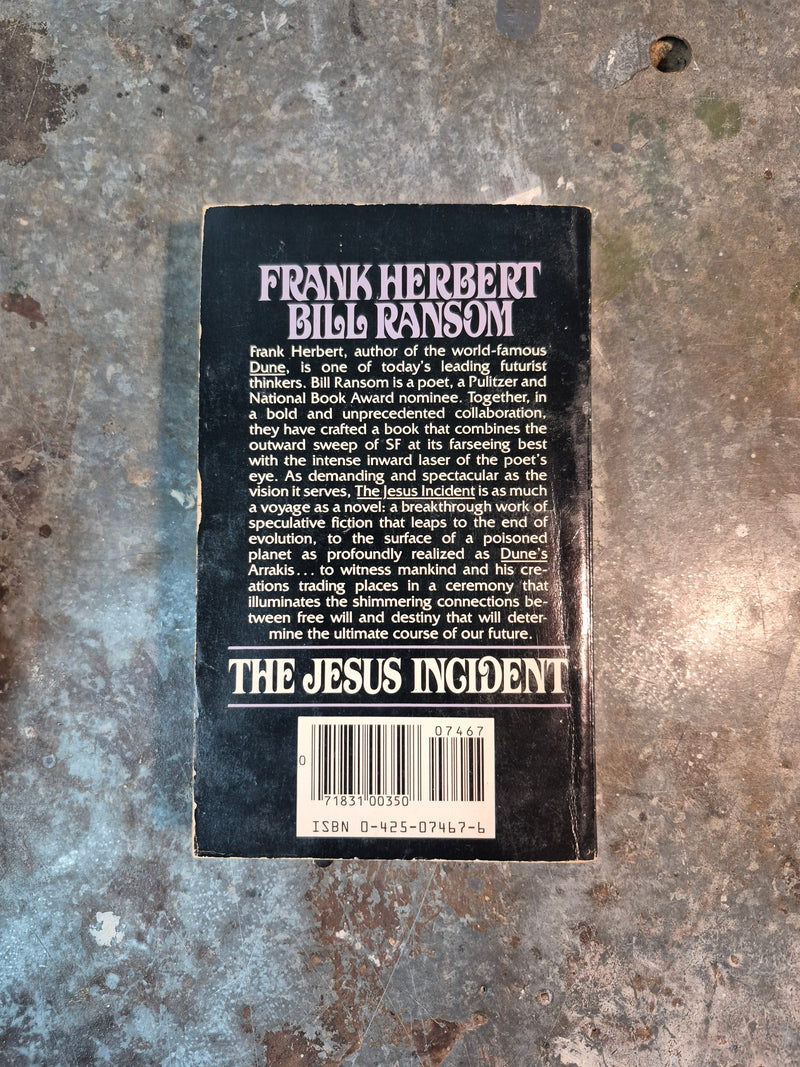 FRANK HERBERT
BILL RANSOM
Frank Herbert, author of the world-famous
Dune, is one of today's leading futurist
thinkers. Bill Ransom is a poet, a Pulitzer and
National Book Award nominee. Together, in
a bold and unprecedented collaboration,
they have crafted a book that combines the
outward sweep of SF at its farseeing best
with the intense inward laser of the poet's
eye. As demanding and spectacular as the
vision it serves, The Jesus Incident is as much
a voyage as a novel: a breakthrough work of
speculative fiction that leaps to the end of
evolution, to the surface of a poisoned
planet as profoundly realized as Dune's
Arrakis... to witness mankind and his cre-
ations trading places in a ceremony that
illuminates the shimmering connections be-
tween free will and destiny that will deter-
mine the ultimate course of our future.
THE JESUS INCIDENT
07467
0
71831 00350
ISBN 0-425-07467-6